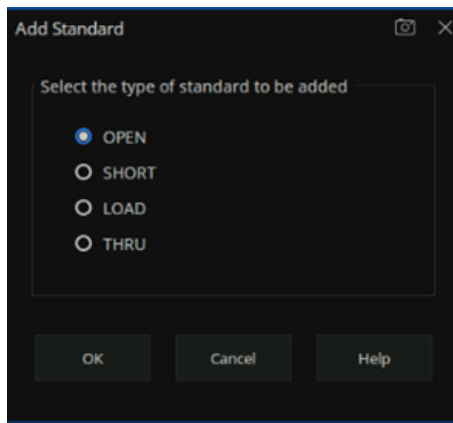 Add Standard
Select the type of standard to be added
OPEN
SHORT
LOAD
THRU
OK Cancel Help